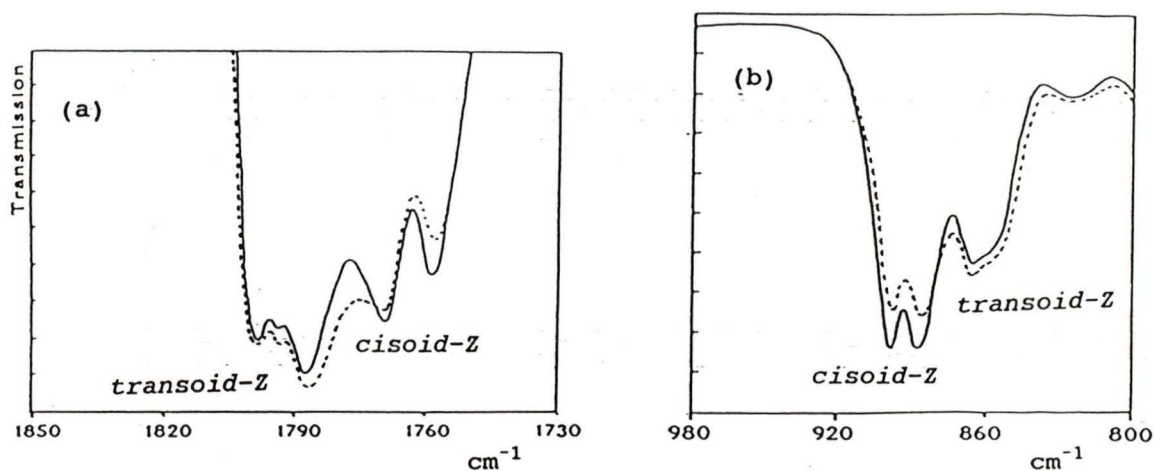 Transmission
(a)
transoid-Z
cisoid-Z
1850 1820 1790 1760 1730
cm⁻¹
(b)
transoid-Z
cisoid-Z
980 920 860 800
cm⁻¹